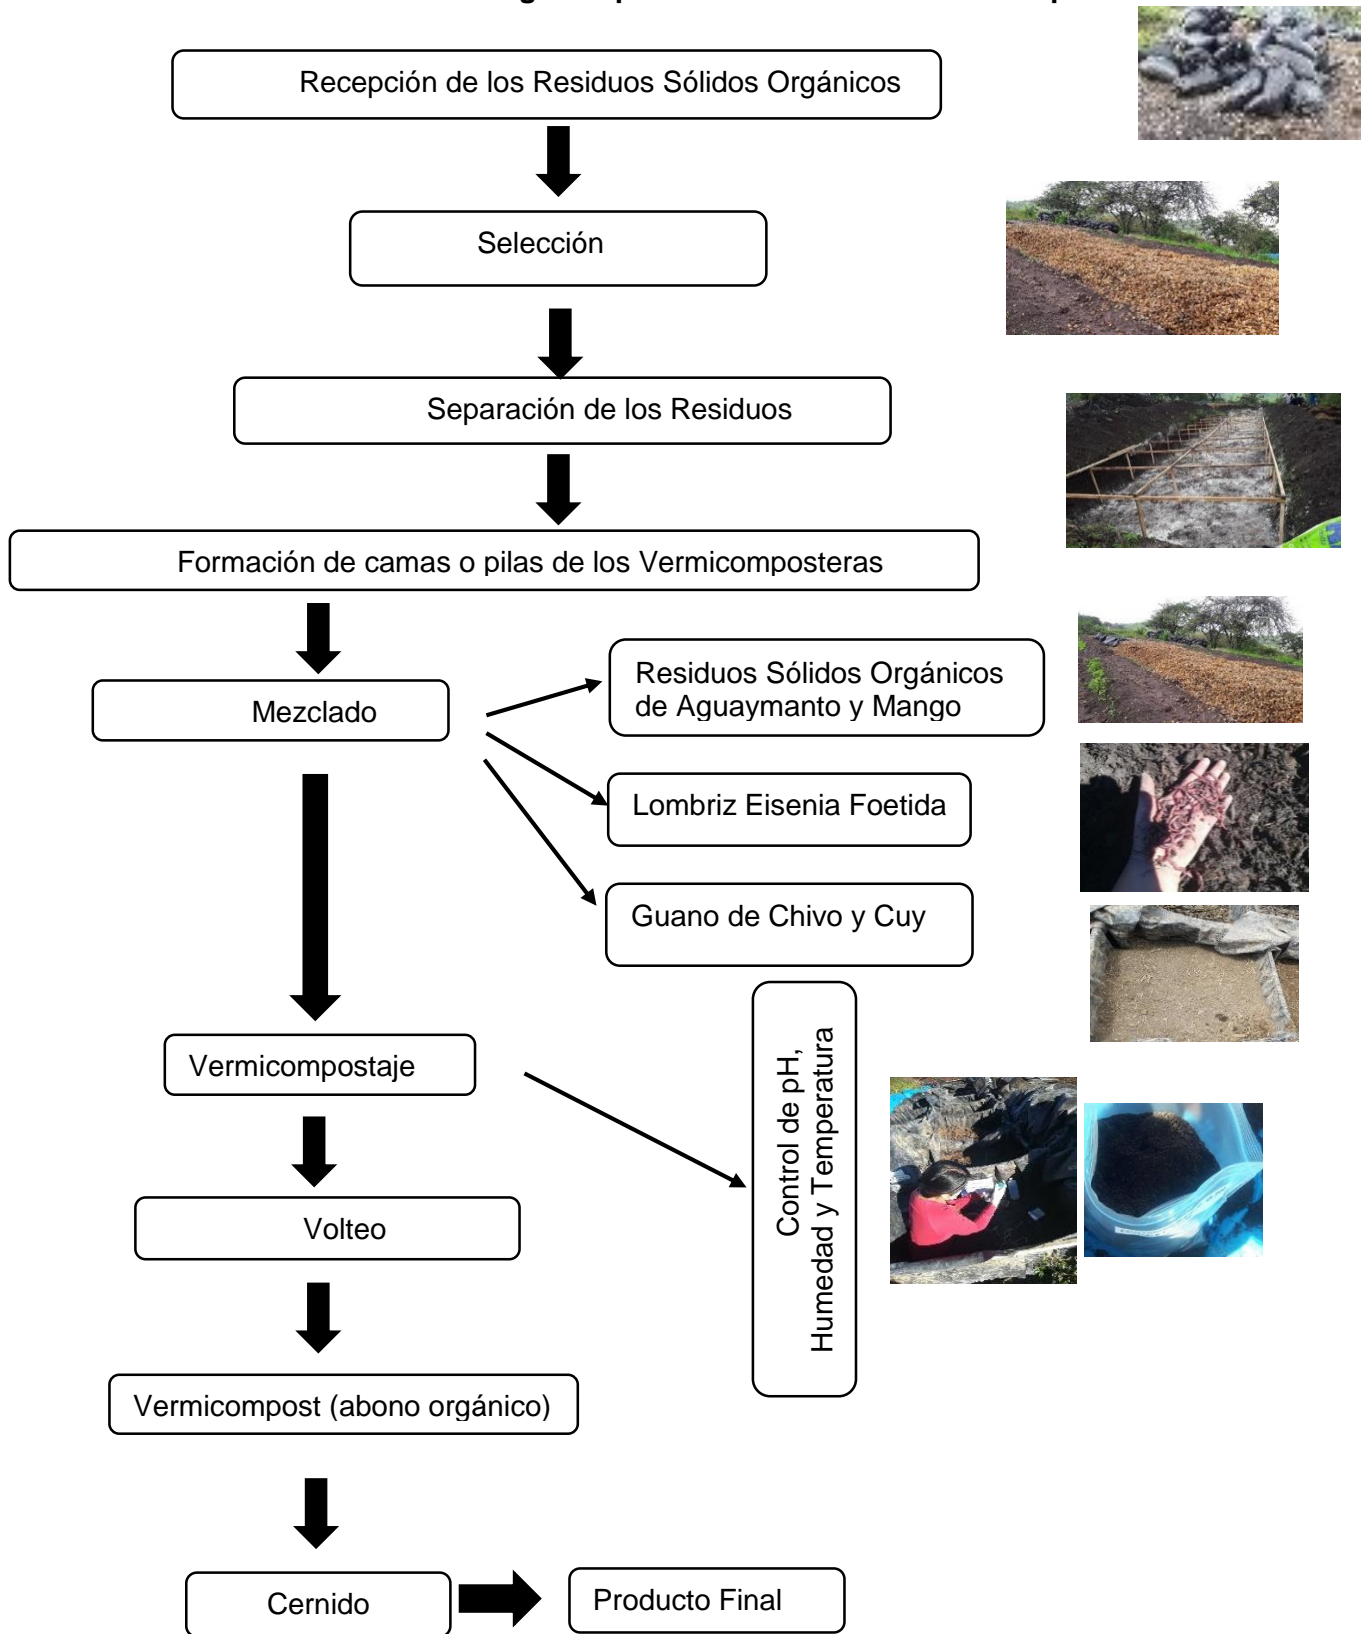 Recepción de los Residuos Sólidos Orgánicos
Selección
Separación de los Residuos
Formación de camas o pilas de los Vermicomposteras
Mezclado
Residuos Sólidos Orgánicos
de Aguaymanto y Mango
Lombriz Eisenia Foetida
Guano de Chivo y Cuy
Vermicompostaje
Control de pH,
Humedad y Temperatura
Volteo
Vermicompost (abono orgánico)
Cernido
Producto Final